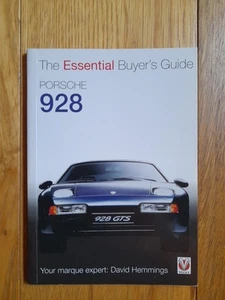 The Essential Buyer's Guide
PORSCHE
928
928 GTS
Your marque expert: David Hemmings